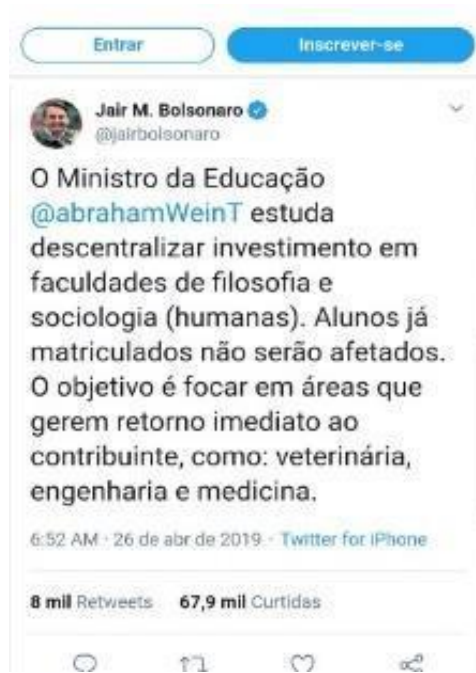 Entrar Inscrever-se
Jair M. Bolsonaro
@jairbolsonaro
O Ministro da Educação
@abrahamWeinT estuda
descentralizar investimento em
faculdades de filosofia e
sociologia (humanas). Alunos já
matriculados não serão afetados.
O objetivo é focar em áreas que
gerem retorno imediato ao
contribuinte, como: veterinária,
engenharia e medicina.
6:52 AM · 26 de abr de 2019 · Twitter for iPhone
8 mil Retweets 67,9 mil Curtidas